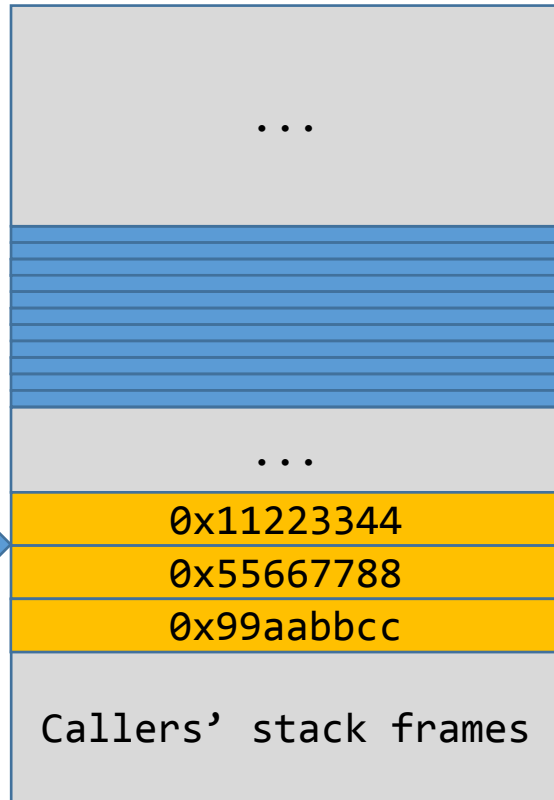 ...
...
0x11223344
0x55667788
0x99aabbcc
Callers’ stack frames